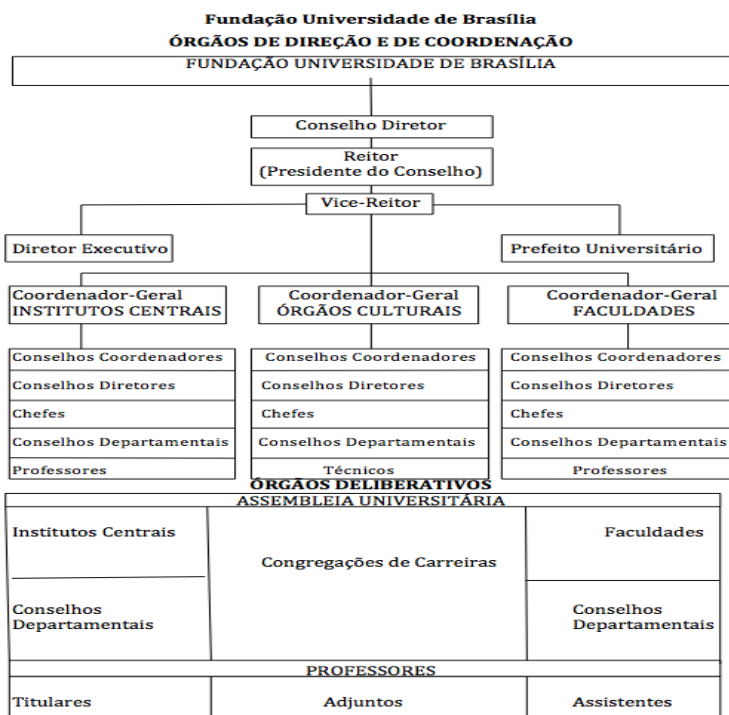 Fundação Universidade de Brasília
ÓRGÃOS DE DIREÇÃO E DE COORDENAÇÃO
FUNDAÇÃO UNIVERSIDADE DE BRASÍLIA
Conselho Diretor
Reitor
(Presidente do Conselho)
Vice-Reitor
Diretor Executivo
Prefeito Universitário
Coordenador-Geral
INSTITUTOS CENTRAIS
Coordenador-Geral
ÓRGÃOS CULTURAIS
Coordenador-Geral
FACULDADES
Conselhos Coordenadores
Conselhos Diretores
Chefes
Conselhos Departamentais
Professores
Conselhos Coordenadores
Conselhos Diretores
Chefes
Conselhos Departamentais
Técnicos
Conselhos Coordenadores
Conselhos Diretores
Chefes
Conselhos Departamentais
Professores
ÓRGÃOS DELIBERATIVOS
ASSEMBLEIA UNIVERSITÁRIA
Institutos Centrais
Conselhos
Departamentais
Congregações de Carreiras
Faculdades
Conselhos
Departamentais
PROFESSORES
Titulares
Adjuntos
Assistentes